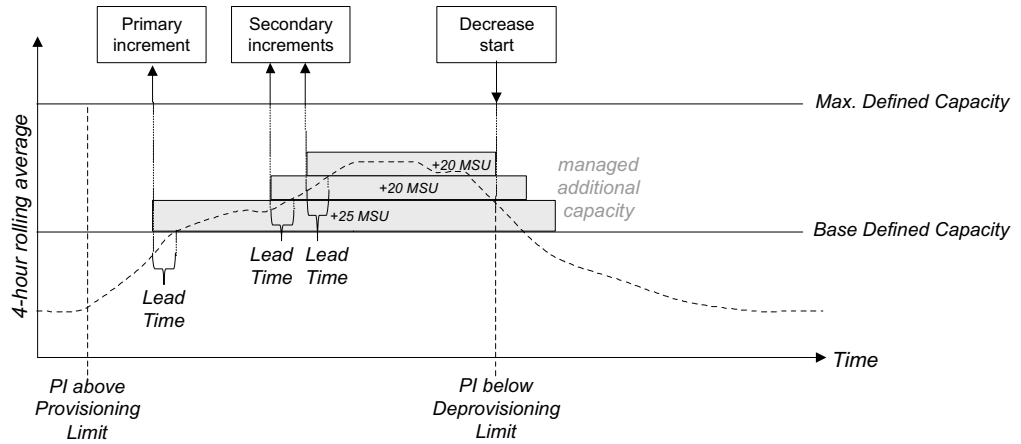 Primary
increment
Secondary
increments
Decrease
start
Max. Defined Capacity
+20 MSU
+20 MSU
+25 MSU
managed
additional
capacity
Base Defined Capacity
Lead
Time
Lead
Time
Lead
Time
4-hour rolling average
Time
PI above
Provisioning
Limit
PI below
Deprovisioning
Limit